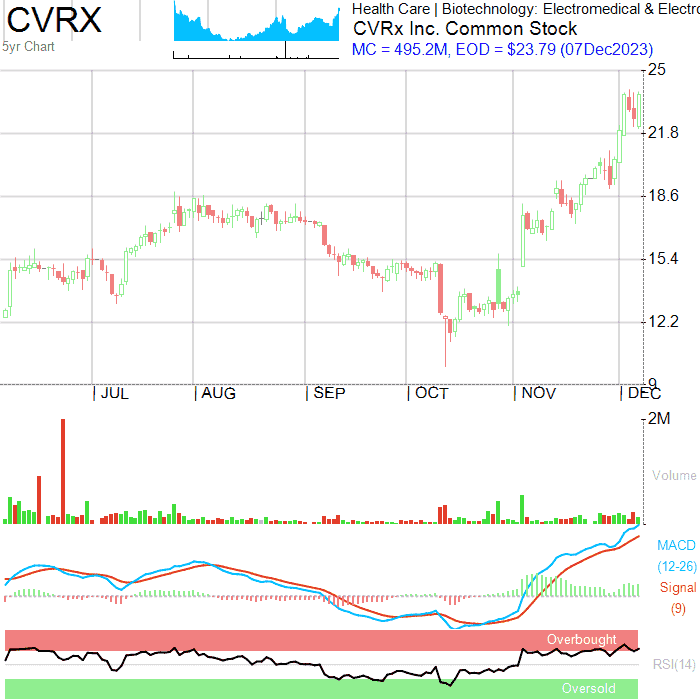 CVRX
5yr Chart
Health Care | Biotechnology: Electromedical & Electro
CVRx Inc. Common Stock
MC = 495.2M, EOD = $23.79 (07Dec2023)
25
21.8
18.6
15.4
12.2
9
JUL AUG SEP OCT NOV DEC
2M
Volume
MACD
(12-26)
Signal
(9)
Overbought
RSI(14)
Oversold